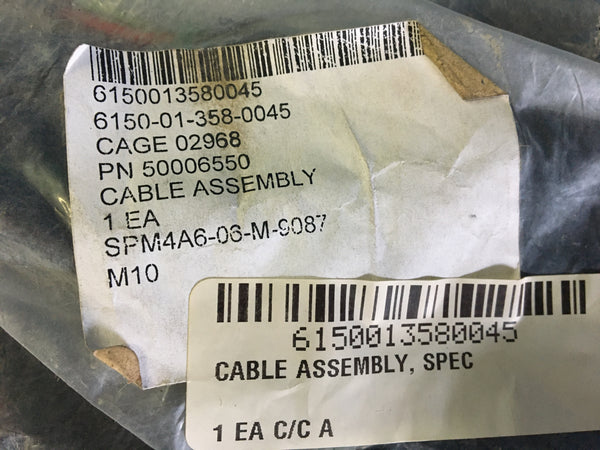 6150013580045
6150-01-358-0045
CAGE 02968
PN 50006550
CABLE ASSEMBLY
1 EA
SPM4A6-06-M-9087
M10
6150013580045
CABLE ASSEMBLY, SPEC
1 EA C/C A